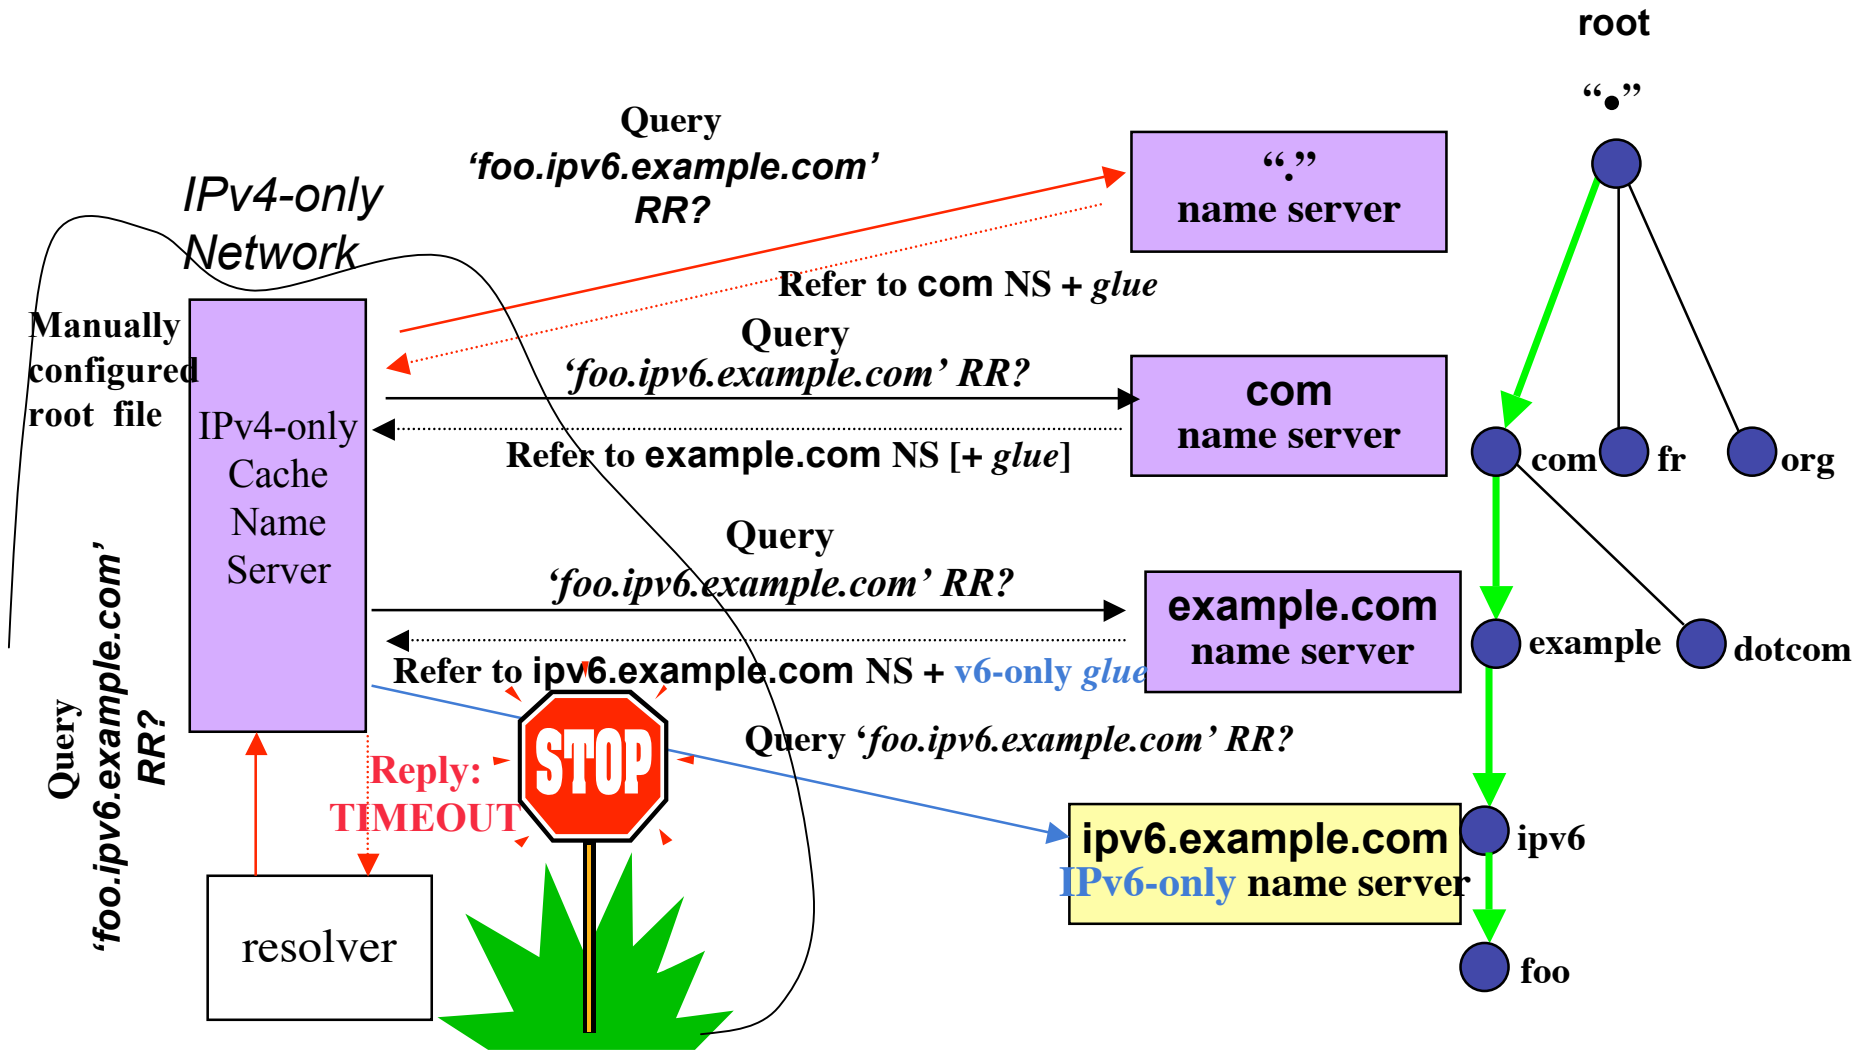 root
“•”
Query
‘foo.ipv6.example.com’
RR?
“.”
name server
IPv4-only
Network
Refer to com NS + glue
Manually
configured
root file
Query
‘foo.ipv6.example.com’ RR?
com
name server
IPv4-only
Cache
Name
Server
Refer to example.com NS [+ glue]
com
fr
org
Query
‘foo.ipv6.example.com’ RR?
example.com
name server
example
dotcom
Refer to ipv6.example.com NS + v6-only glue
Query
‘foo.ipv6.example.com’
RR?
STOP
Query ‘foo.ipv6.example.com’ RR?
Reply:
TIMEOUT
ipv6.example.com
IPv6-only name server
ipv6
resolver
foo